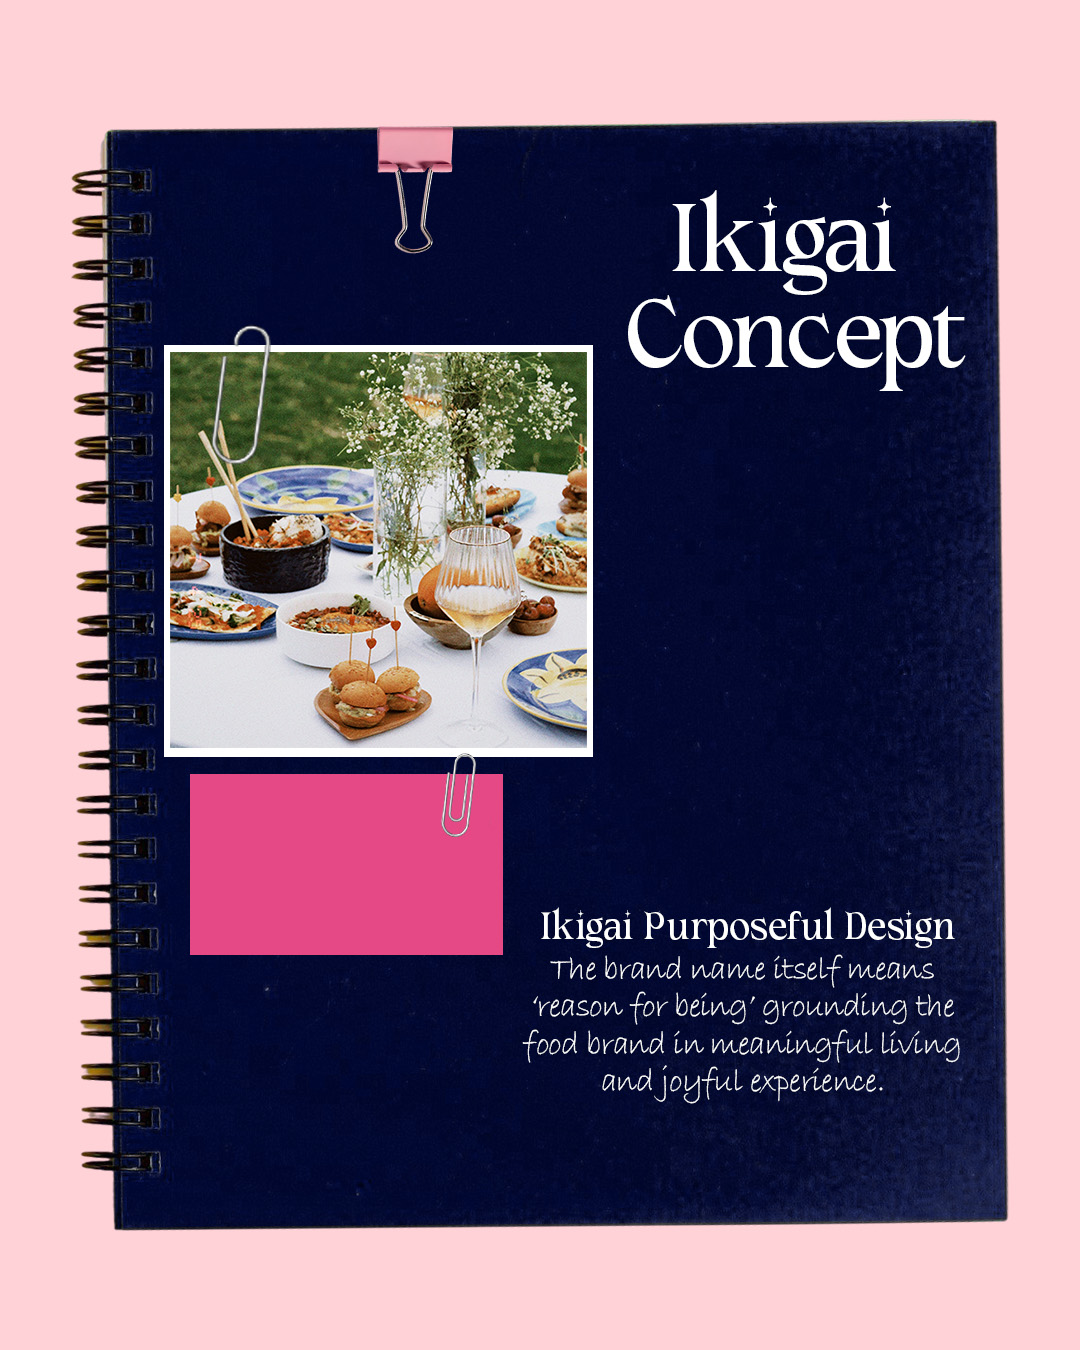 Ikigai
Concept
Ikigai Purposeful Design
The brand name itself means
‘reason for being’ grounding the
food brand in meaningful living
and joyful experience.